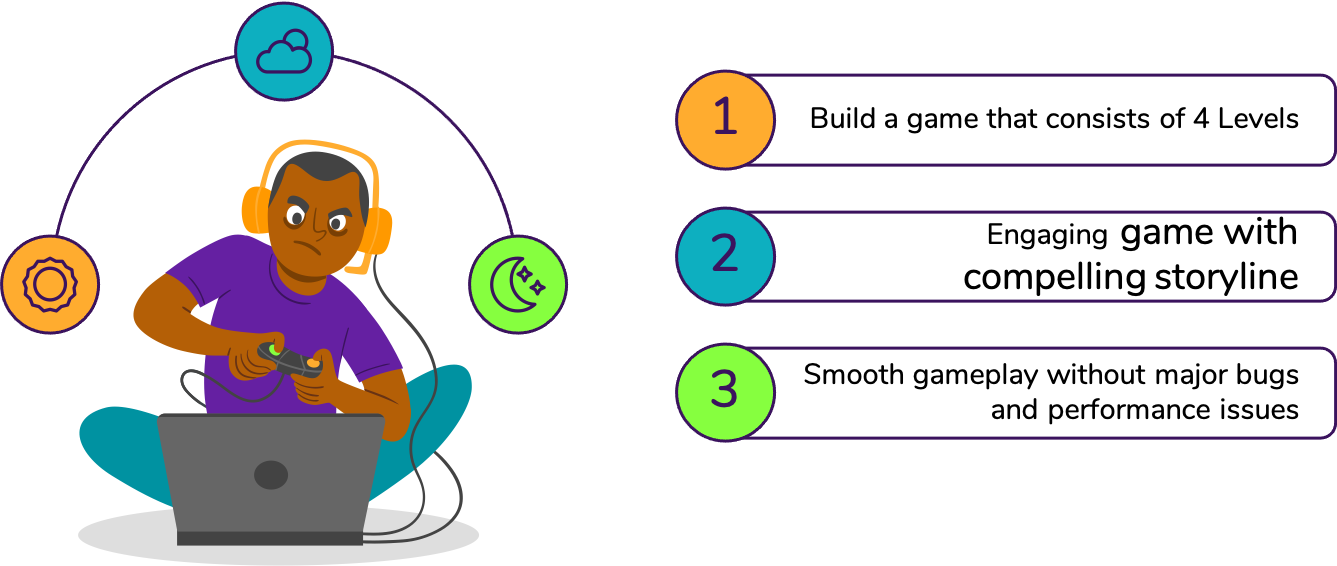 1
Build a game that consists of 4 Levels
2
Engaging game with
compelling storyline
3
Smooth gameplay without major bugs
and performance issues